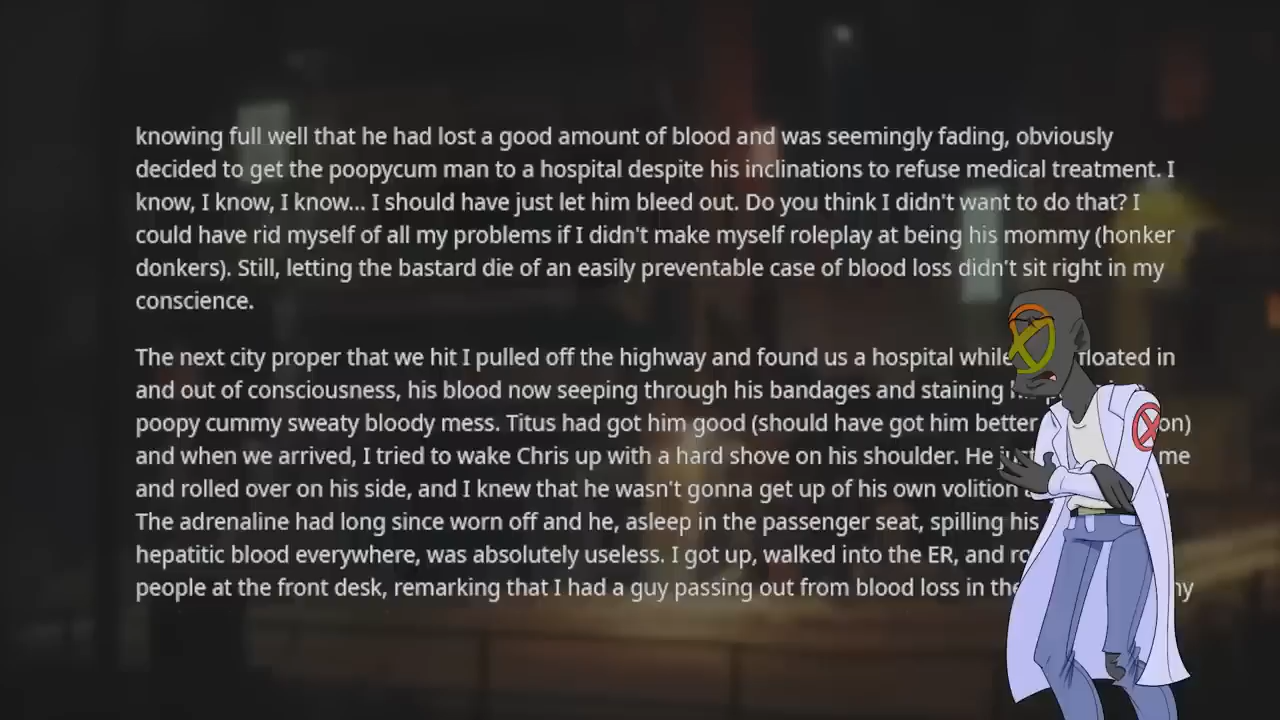 knowing full well that he had lost a good amount of blood and was seemingly fading, obviously
decided to get the poopycum man to a hospital despite his inclinations to refuse medical treatment. I
know, I know, I know... I should have just let him bleed out. Do you think I didn't want to do that? I
could have rid myself of all my problems if I didn't make myself roleplay at being his mommy (honker
donkers). Still, letting the bastard die of an easily preventable case of blood loss didn't sit right in my
conscience.
The next city proper that we hit I pulled off the highway and found us a hospital while floated in
and out of consciousness, his blood now seeping through his bandages and staining
poopy cummy sweaty bloody mess. Titus had got him good (should have got him better
and when we arrived, I tried to wake Chris up with a hard shove on his shoulder. He me
and rolled over on his side, and I knew that he wasn't gonna get up of his own volition
The adrenaline had long since worn off and he, asleep in the passenger seat, spilling his
hepatitic blood everywhere, was absolutely useless. I got up, walked into the ER, and
people at the front desk, remarking that I had a guy passing out from blood loss in